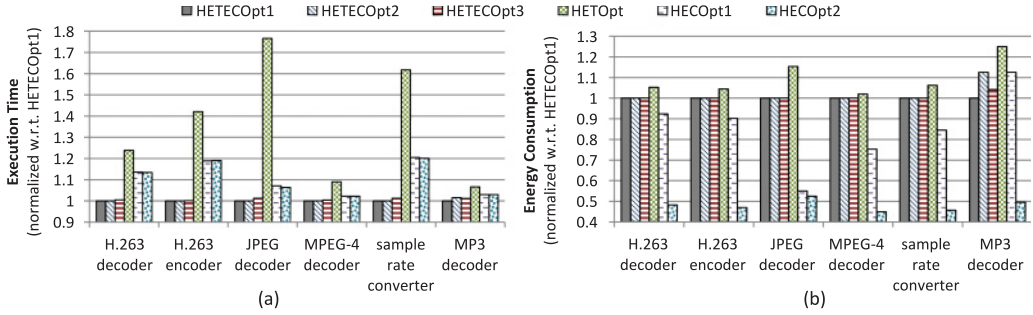 HETECOpt1 HETECOpt2 HETECOpt3 HETOpt HECOpt1 HECOpt2
Execution Time
(normalized w.r.t. HETECOpt1)
1.8
1.7
1.6
1.5
1.4
1.3
1.2
1.1
1
0.9
H.263 decoder
H.263 encoder
JPEG decoder
MPEG-4 decoder
sample rate converter
MP3 decoder
(a)
Energy Consumption
(normalized w.r.t. HETECOpt1)
1.3
1.2
1.1
1
0.9
0.8
0.7
0.6
0.5
0.4
H.263 decoder
H.263 encoder
JPEG decoder
MPEG-4 decoder
sample rate converter
MP3 decoder
(b)